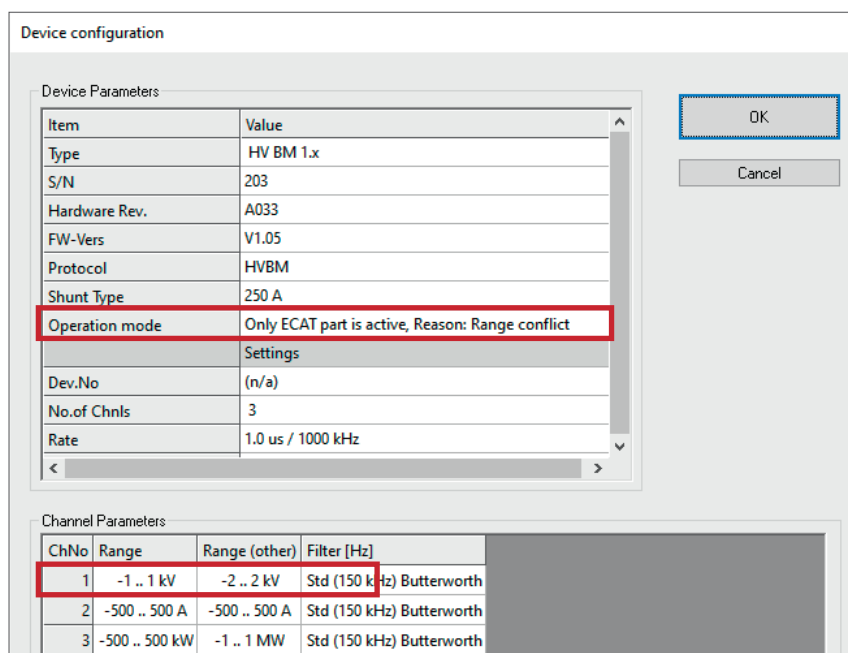 Device configuration
Device Parameters
Item Value
Type HV BM 1.x
S/N 203
Hardware Rev. A033
FW-Vers V1.05
Protocol HVBM
Shunt Type 250 A
Operation mode Only ECAT part is active, Reason: Range conflict
Settings
Dev.No (n/a)
No.of Chnls 3
Rate 1.0 us / 1000 kHz
OK
Cancel
Channel Parameters
ChNo Range Range (other) Filter [Hz]
1 -1 .. 1 kV -2 .. 2 kV Std (150 kHz) Butterworth
2 -500 .. 500 A -500 .. 500 A Std (150 kHz) Butterworth
3 -500 .. 500 kW -1 .. 1 MW Std (150 kHz) Butterworth